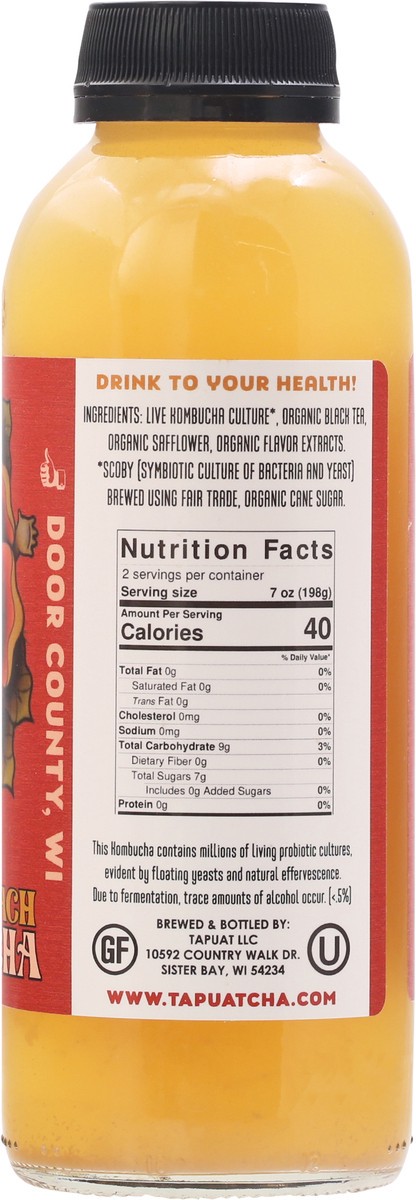 DRINK TO YOUR HEALTH!
INGREDIENTS: LIVE KOMBUCHA CULTURE*, ORGANIC BLACK TEA,
ORGANIC SAFFLOWER, ORGANIC FLAVOR EXTRACTS.
*SCOBY (SYMBIOTIC CULTURE OF BACTERIA AND YEAST)
BREWED USING FAIR TRADE, ORGANIC CANE SUGAR.
DOOR COUNTY, WI
Nutrition Facts
2 servings per container
Serving size 7 oz (198g)
Amount Per Serving
Calories 40
% Daily Value*
Total Fat 0g 0%
Saturated Fat 0g 0%
Trans Fat 0g
Cholesterol 0mg 0%
Sodium 0mg 0%
Total Carbohydrate 9g 3%
Dietary Fiber 0g 0%
Total Sugars 7g
Includes 0g Added Sugars 0%
Protein 0g 0%
This Kombucha contains millions of living probiotic cultures,
evident by floating yeasts and natural effervescence.
Due to fermentation, trace amounts of alcohol occur. (<.5%)
BREWED & BOTTLED BY:
TAPUAT LLC
10592 COUNTRY WALK DR.
SISTER BAY, WI 54234
GF
U
WWW.TAPUATCHA.COM
ACH
HA